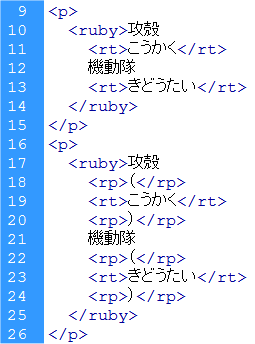 9 <p>
10 <ruby>攻殻
11 <rt>こうかく</rt>
12 機動隊
13 <rt>きどうたい</rt>
14 </ruby>
15 </p>
16 <p>
17 <ruby>攻殻
18 <rp>(</rp>
19 <rt>こうかく</rt>
20 <rp>)</rp>
21 機動隊
22 <rp>(</rp>
23 <rt>きどうたい</rt>
24 <rp>)</rp>
25 </ruby>
26 </p>